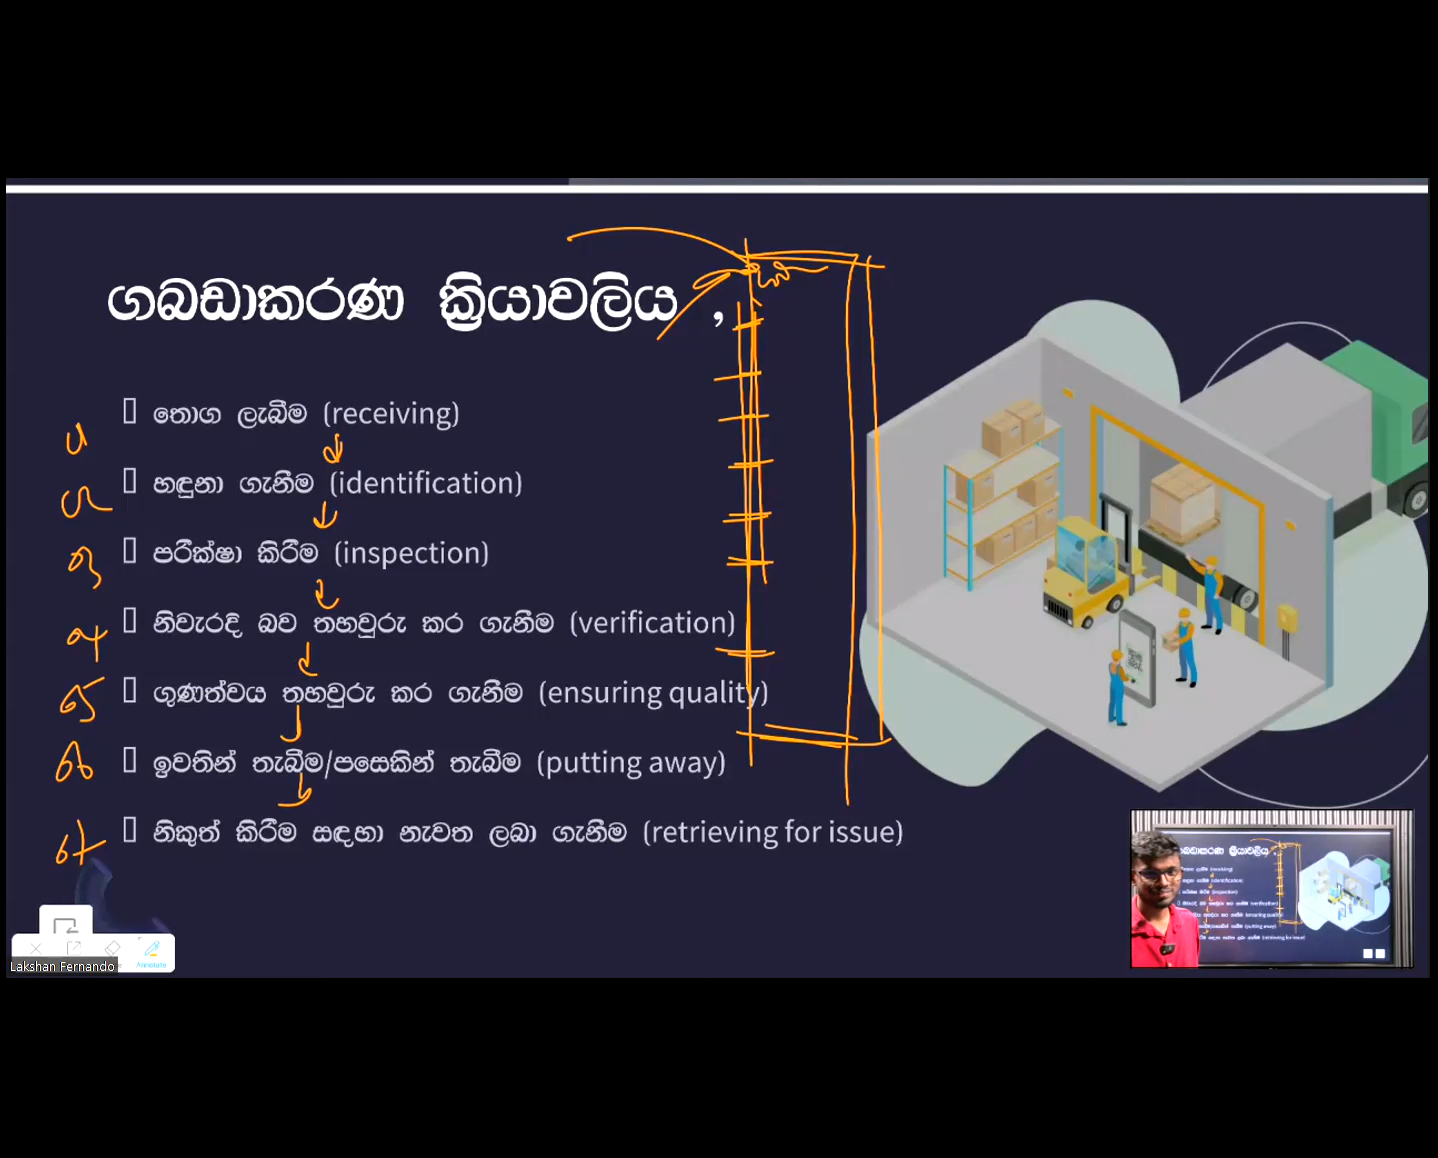 ගබඩාකරණ ක්‍රියාවලිය ,
තොග ලැබීම (receiving)
හඳුනා ගැනීම (identification)
පරීක්ෂා කිරීම (inspection)
නිවැරදි බව තහවුරු කර ගැනීම (verification)
ගුණත්වය තහවුරු කර ගැනීම (ensuring quality)
ඉවතින් තැබීම/පසෙකින් තැබීම (putting away)
නිකුත් කිරීම සඳහා නැවත ලබා ගැනීම (retrieving for issue)
Annotate
Lakshan Fernando